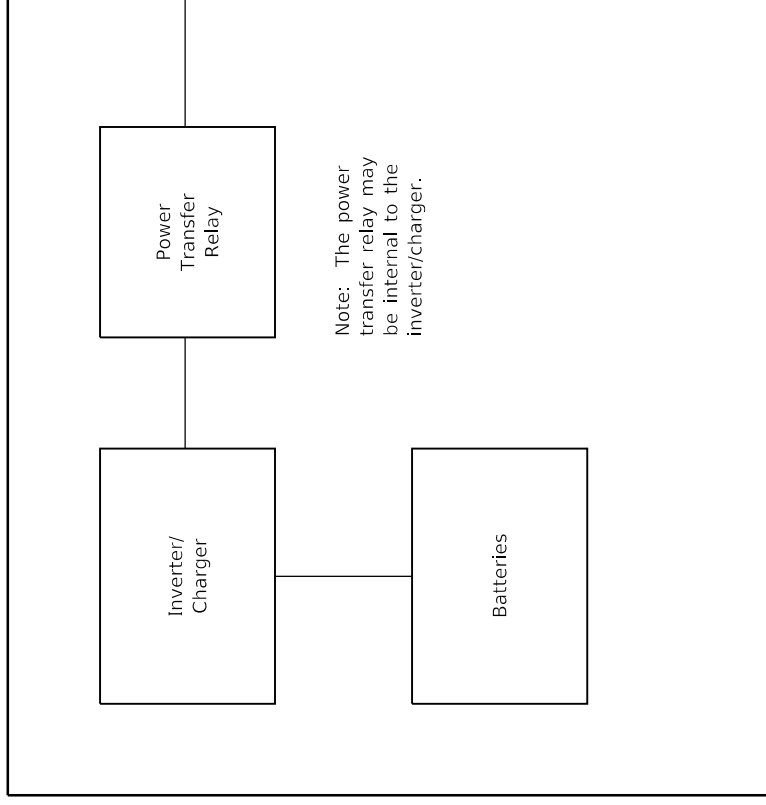 Inverter/
Charger
Power
Transfer
Relay
Batteries
Note:  The power
transfer relay may
be internal to the
inverter/charger.